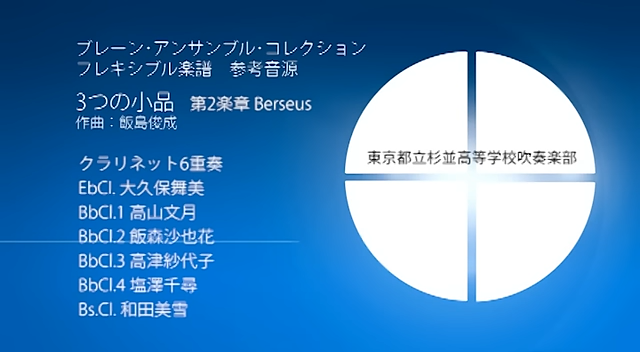 ブレーン･アンサンブル･コレクション
フレキシブル楽譜　参考音源
3つの小品　第2楽章 Berseus
作曲：飯島俊成
クラリネット6重奏
EbCl. 大久保舞美
BbCl.1 高山文月
BbCl.2 飯森沙也花
BbCl.3 高津紗代子
BbCl.4 塩澤千尋
Bs.Cl. 和田美雪
東京都立杉並高等学校吹奏楽部